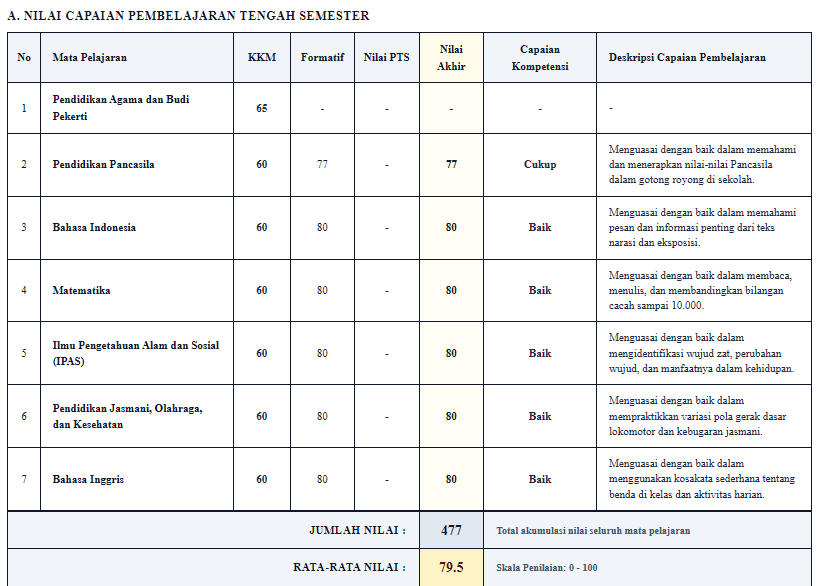 A. NILAI CAPAIAN PEMBELAJARAN TENGAH SEMESTER
No Mata Pelajaran KKM Formatif Nilai PTS Nilai Akhir Capaian Kompetensi Deskripsi Capaian Pembelajaran
1 Pendidikan Agama dan Budi Pekerti 65 - - - - -
2 Pendidikan Pancasila 60 77 - 77 Cukup Menguasai dengan baik dalam memahami
dan menerapkan nilai-nilai Pancasila
dalam gotong royong di sekolah.
3 Bahasa Indonesia 60 80 - 80 Baik Menguasai dengan baik dalam memahami
pesan dan informasi penting dari teks
narasi dan eksposisi.
4 Matematika 60 80 - 80 Baik Menguasai dengan baik dalam membaca,
menulis, dan membandingkan bilangan
cacah sampai 10.000.
5 Ilmu Pengetahuan Alam dan Sosial (IPAS) 60 80 - 80 Baik Menguasai dengan baik dalam
mengidentifikasi wujud zat, perubahan
wujud, dan manfaatnya dalam kehidupan.
6 Pendidikan Jasmani, Olahraga, dan Kesehatan 60 80 - 80 Baik Menguasai dengan baik dalam
mempraktikkan variasi pola gerak dasar
lokomotor dan kebugaran jasmani.
7 Bahasa Inggris 60 80 - 80 Baik Menguasai dengan baik dalam
menggunakan kosakata sederhana tentang
benda di kelas dan aktivitas harian.
JUMLAH NILAI : 477 Total akumulasi nilai seluruh mata pelajaran
RATA-RATA NILAI : 79.5 Skala Penilaian: 0 - 100